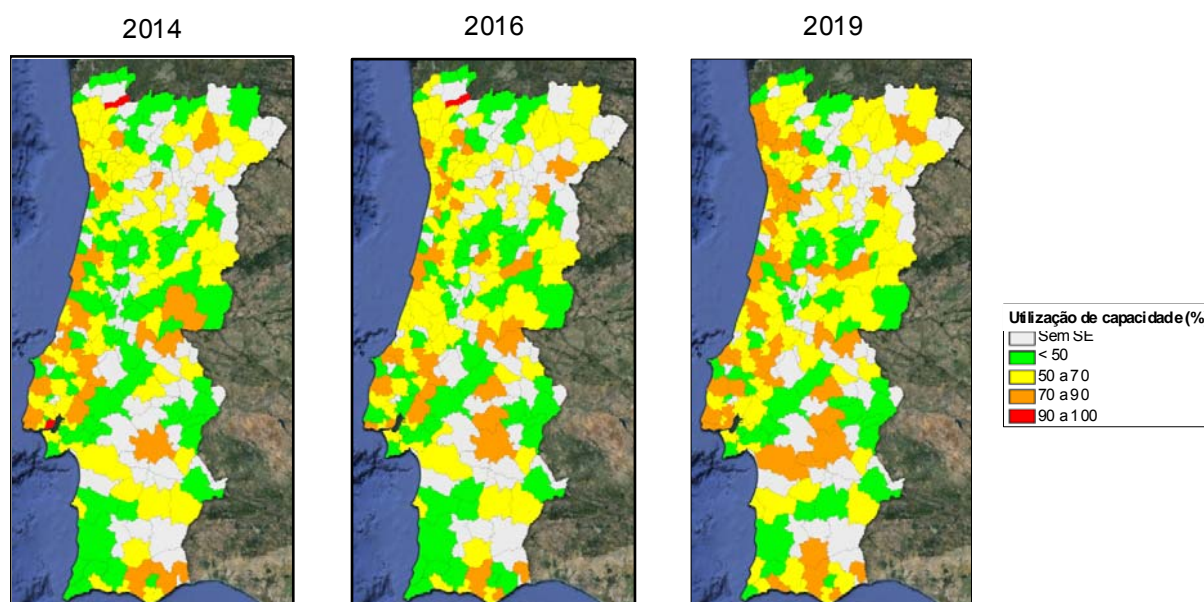 2014
2016
2019
Utilização de capacidade (%
Sem SE
< 50
50 a 70
70 a 90
90 a 100